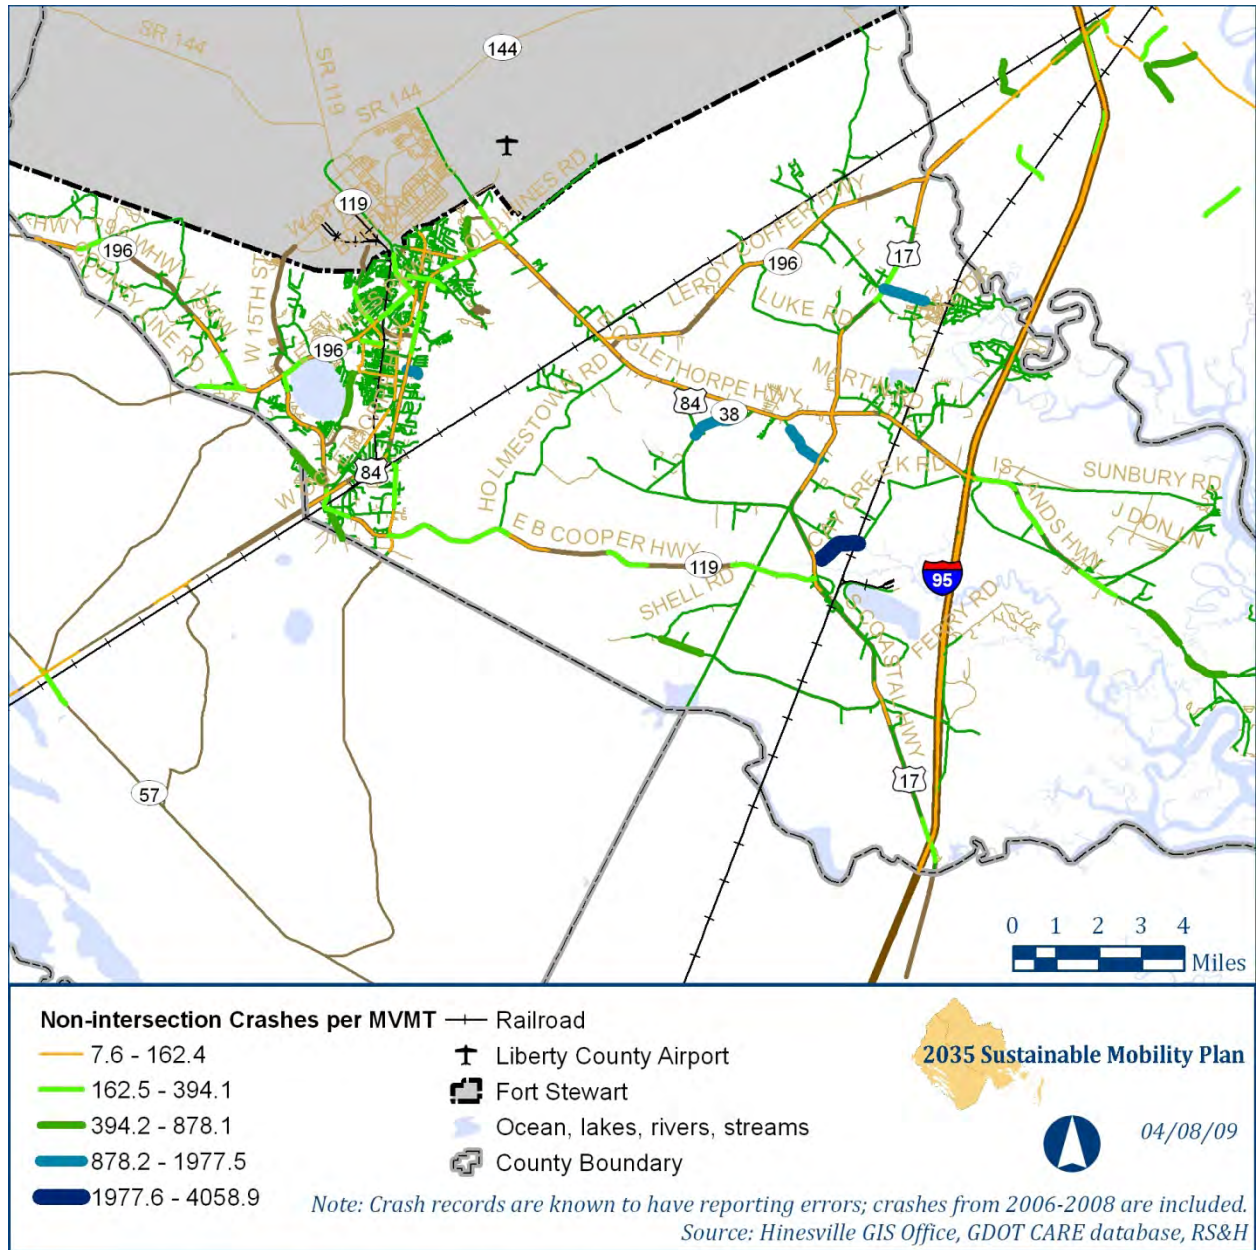 SR 144
144
SR 119
SR 144
119
OLD HINES RD
196
W 15TH ST
196
LEROY COFFER HWY
196
17
LUKE RD
E OGLETHORPE HWY
84
38
HOLMESTOWN RD
84
E B COOPER HWY
119
SHELL RD
SUNBURY RD
ISLANDS HWY
J DON LN
95
FERRY RD
S COASTAL HWY
17
57
0 1 2 3 4
Miles
Non-intersection Crashes per MVMT
7.6 - 162.4
162.5 - 394.1
394.2 - 878.1
878.2 - 1977.5
1977.6 - 4058.9
Railroad
Liberty County Airport
Fort Stewart
Ocean, lakes, rivers, streams
County Boundary
2035 Sustainable Mobility Plan
04/08/09
Note: Crash records are known to have reporting errors; crashes from 2006-2008 are included.
Source: Hinesville GIS Office, GDOT CARE database, RS&H